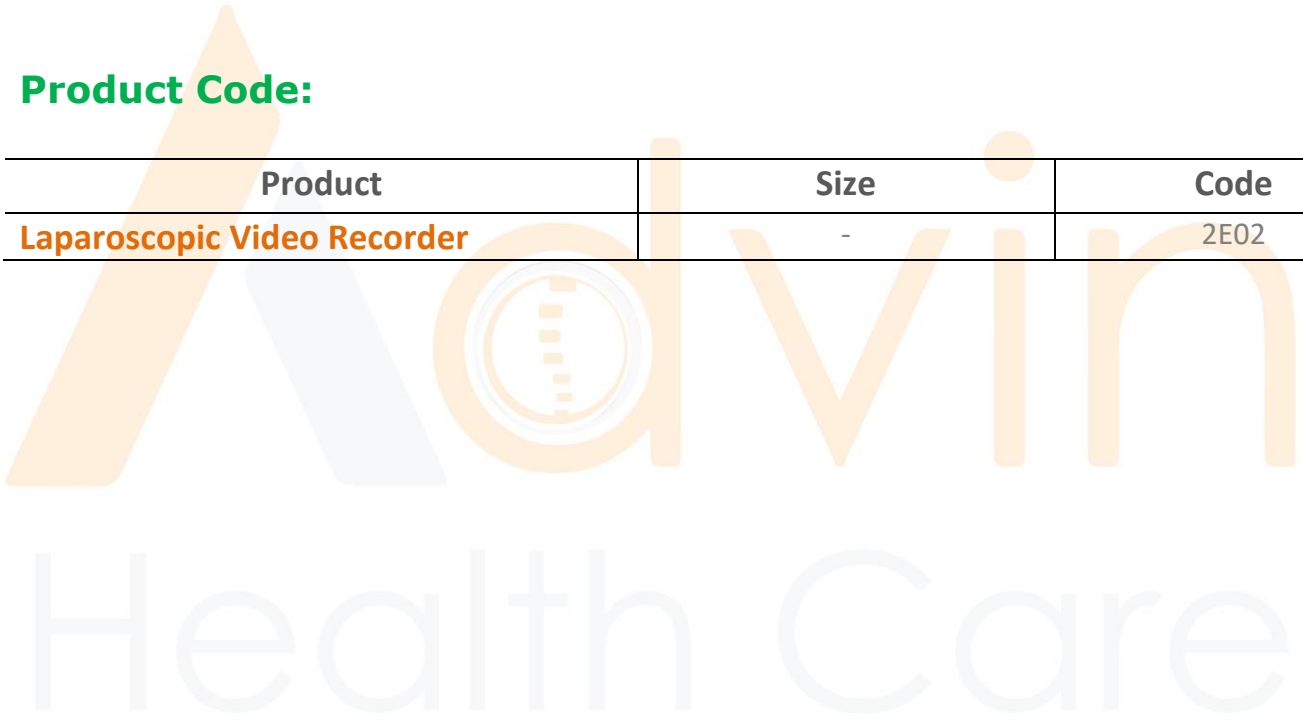 Product Code:
Product Size Code
Laparoscopic Video Recorder - 2E02
Advin
Health Care